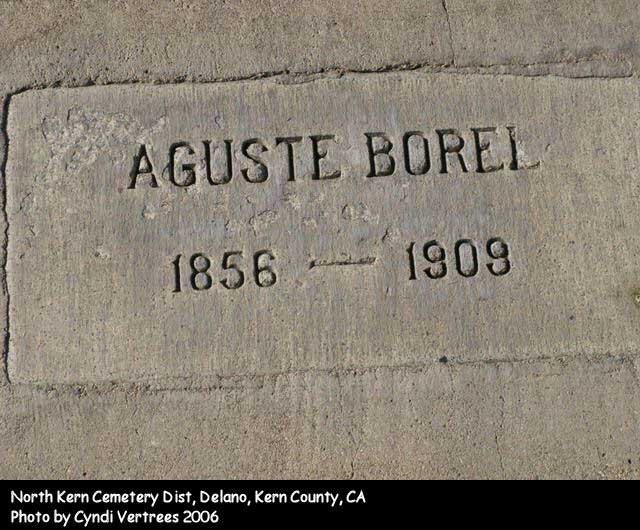 AGUSTE BOREL
1856 — 1909
North Kern Cemetery Dist, Delano, Kern County, CA
Photo by Cyndi Vertrees 2006